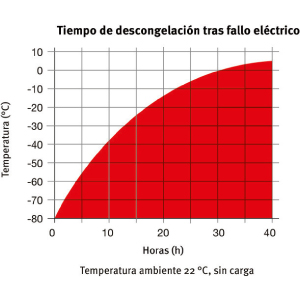 Tiempo de descongelación tras fallo eléctrico
Temperatura (°C)
10
0
-10
-20
-30
-40
-50
-60
-70
-80
0 10 20 30 40
Horas (h)
Temperatura ambiente 22 °C, sin carga